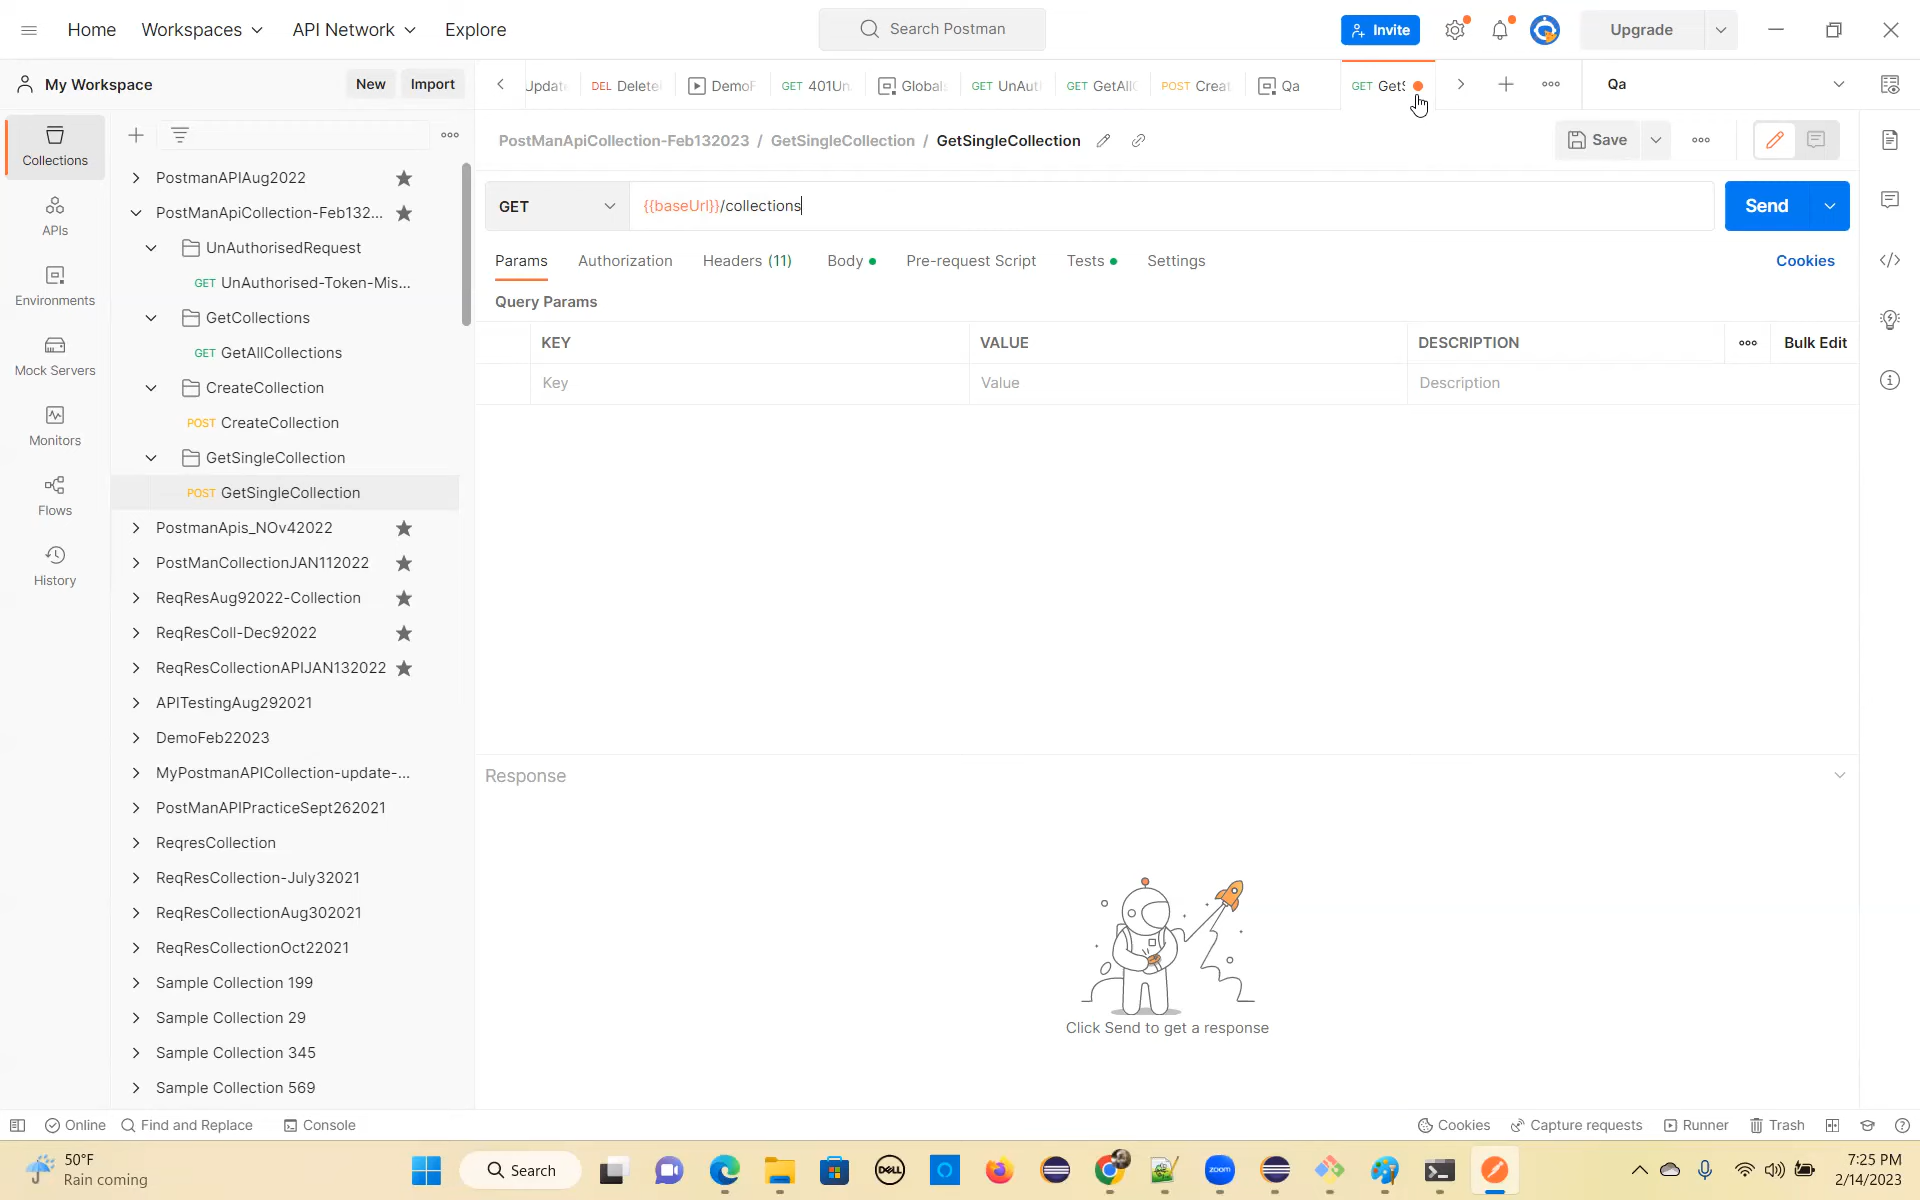 Home Workspaces API Network Explore Search Postman Invite Upgrade
My Workspace New Import Update DEL Delete DemoF GET 401Un GlobalS GET UnAut GET GetAll POST Creat Qa GET GetS Qa
Collections
APIs
Environments
Mock Servers
Monitors
Flows
History
PostmanAPIAug2022
PostManApiCollection-Feb132...
UnAuthorisedRequest
GET UnAuthorised-Token-Mis...
GetCollections
GET GetAllCollections
CreateCollection
POST CreateCollection
GetSingleCollection
POST GetSingleCollection
PostmanApis_NOv42022
PostManCollectionJAN112022
ReqResAug92022-Collection
ReqResColl-Dec92022
ReqResCollectionAPIJAN132022
APITestingAug292021
DemoFeb22023
MyPostmanAPICollection-update-...
PostManAPIPracticeSept262021
ReqresCollection
ReqResCollection-July32021
ReqResCollectionAug302021
ReqResCollectionOct22021
Sample Collection 199
Sample Collection 29
Sample Collection 345
Sample Collection 569
PostManApiCollection-Feb132023 / GetSingleCollection / GetSingleCollection Save
GET {{baseUrl}}/collections Send
Params Authorization Headers (11) Body Pre-request Script Tests Settings Cookies
Query Params
KEY VALUE DESCRIPTION Bulk Edit
Key Value Description
Response
Click Send to get a response
Online Find and Replace Console Cookies Capture requests Runner Trash
50°F
Rain coming
Search
DELL
zoom
7:25 PM
2/14/2023